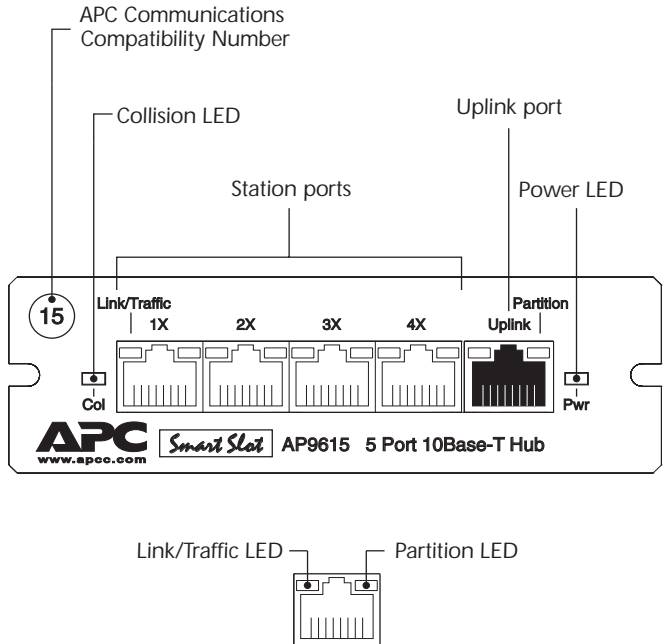 APC Communications
Compatibility Number
Collision LED
Uplink port
Station ports
Power LED
15
Link/Traffic
Partition
1X
2X
3X
4X
Uplink
Col
Pwr
APC
www.apcc.com
Smart Slot
AP9615 5 Port 10Base-T Hub
Link/Traffic LED
Partition LED